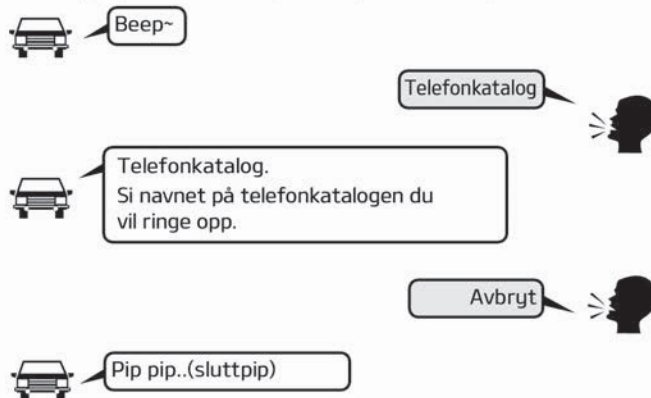 Beep~
Telefonkatalog
Telefonkatalog.
Si navnet på telefonkatalogen du
vil ringe opp.
Avbryt
Pip pip..(sluttpip)